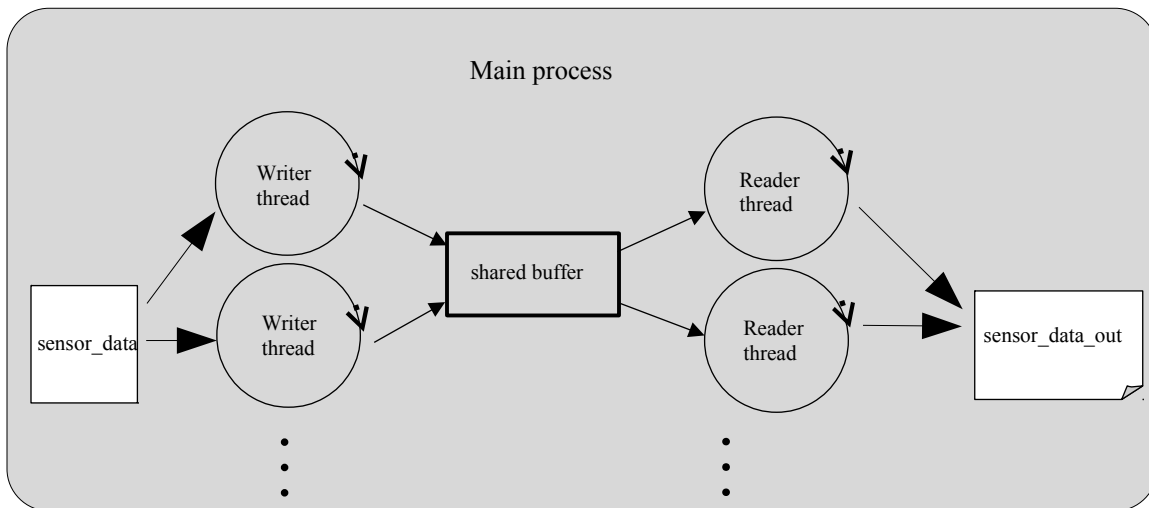 Main process
Writer
thread
Reader
thread
shared buffer
sensor_data
Writer
thread
Reader
thread
sensor_data_out